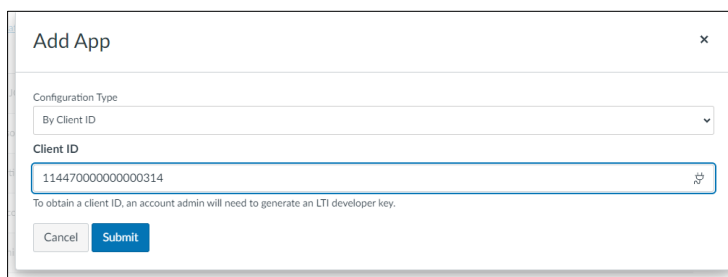 Add App
×
Configuration Type
By Client ID
Client ID
114470000000000314
To obtain a client ID, an account admin will need to generate an LTI developer key.
Cancel Submit